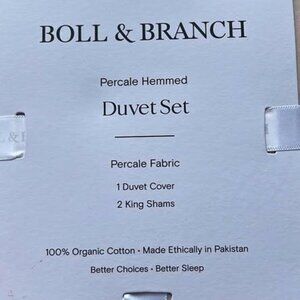 BOLL & BRANCH
Percale Hemmed
Duvet Set
Percale Fabric
1 Duvet Cover
2 King Shams
100% Organic Cotton • Made Ethically in Pakistan
Better Choices • Better Sleep